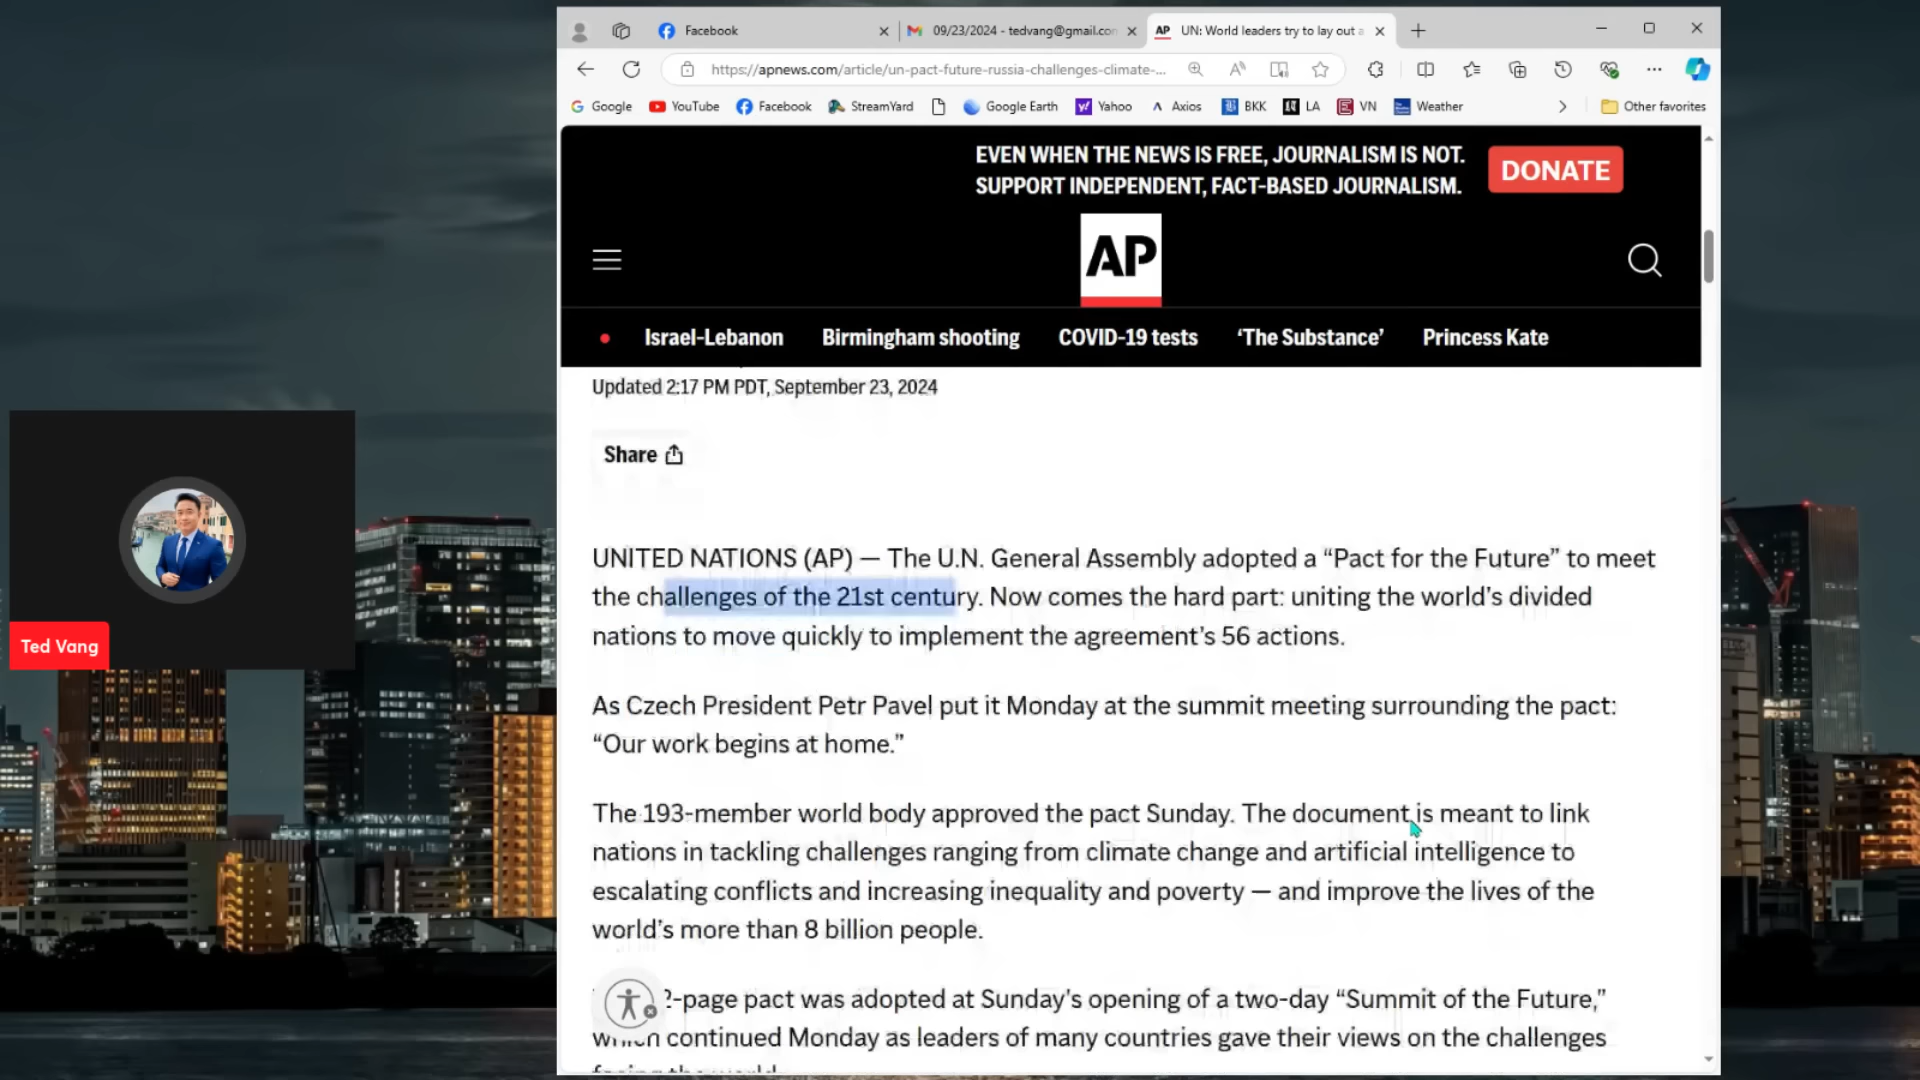 Facebook
09/23/2024 - tedvang@gmail.con
AP
UN: World leaders try to lay out a
https://apnews.com/article/un-pact-future-russia-challenges-climate-...
Google
YouTube
Facebook
StreamYard
Google Earth
Yahoo
Axios
BKK
LA
VN
Weather
Other favorites
EVEN WHEN THE NEWS IS FREE, JOURNALISM IS NOT.
SUPPORT INDEPENDENT, FACT-BASED JOURNALISM.
DONATE
AP
Israel-Lebanon
Birmingham shooting
COVID-19 tests
‘The Substance’
Princess Kate
Updated 2:17 PM PDT, September 23, 2024
Share
UNITED NATIONS (AP) — The U.N. General Assembly adopted a “Pact for the Future” to meet
the challenges of the 21st century. Now comes the hard part: uniting the world’s divided
nations to move quickly to implement the agreement’s 56 actions.
As Czech President Petr Pavel put it Monday at the summit meeting surrounding the pact:
“Our work begins at home.”
The 193-member world body approved the pact Sunday. The document is meant to link
nations in tackling challenges ranging from climate change and artificial intelligence to
escalating conflicts and increasing inequality and poverty — and improve the lives of the
world’s more than 8 billion people.
2-page pact was adopted at Sunday’s opening of a two-day “Summit of the Future,”
which continued Monday as leaders of many countries gave their views on the challenges
Ted Vang